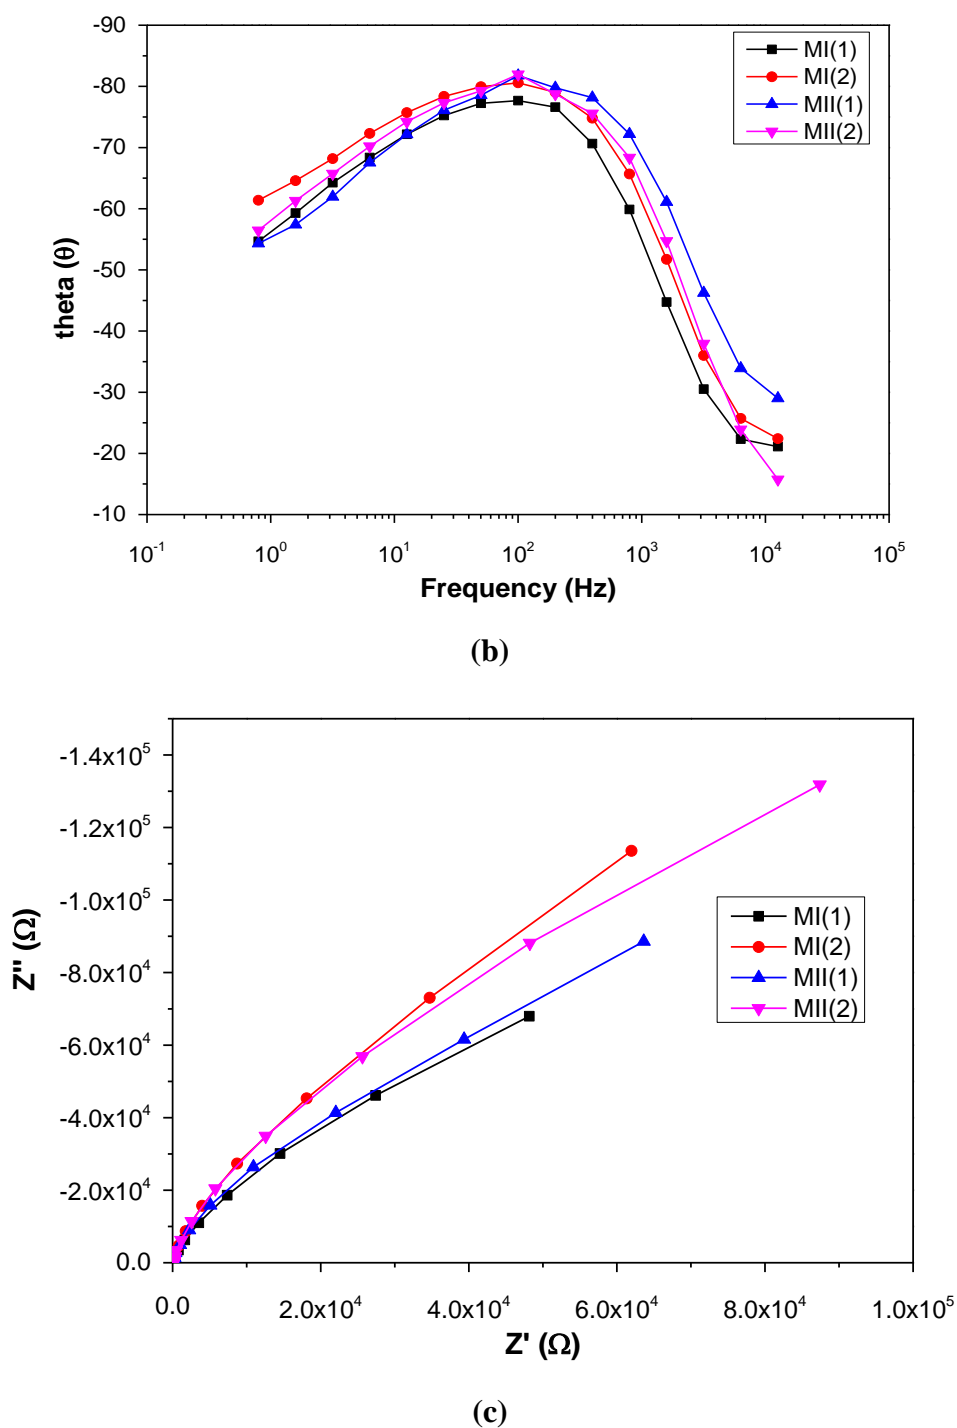 -90
-80
-70
-60
-50
-40
-30
-20
-10
theta (θ)
MI(1)
MI(2)
MII(1)
MII(2)
10⁻¹ 10⁰ 10¹ 10² 10³ 10⁴ 10⁵
Frequency (Hz)
(b)
-1.4x10⁵
-1.2x10⁵
-1.0x10⁵
-8.0x10⁴
-6.0x10⁴
-4.0x10⁴
-2.0x10⁴
0.0
Z'' (Ω)
MI(1)
MI(2)
MII(1)
MII(2)
0.0 2.0x10⁴ 4.0x10⁴ 6.0x10⁴ 8.0x10⁴ 1.0x10⁵
Z' (Ω)
(c)